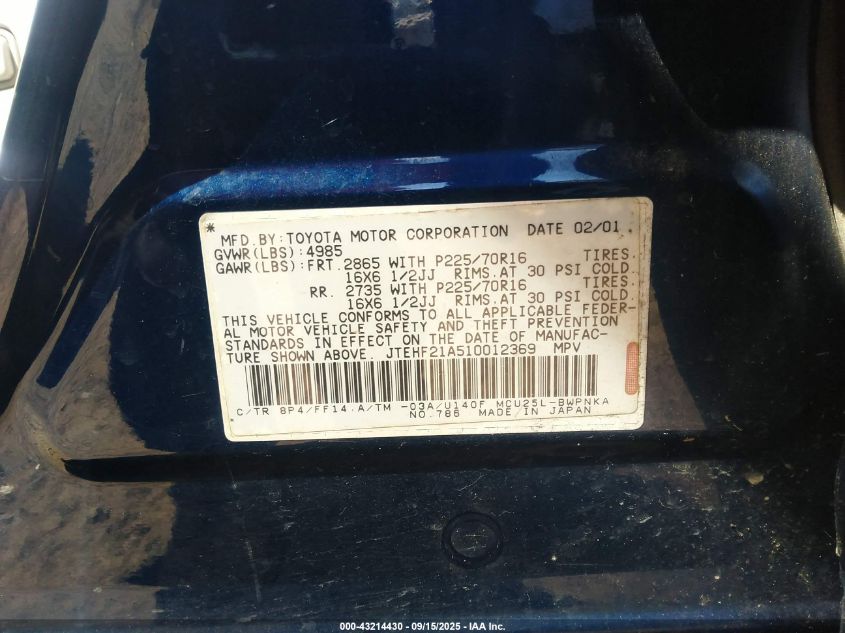 * MFD. BY: TOYOTA MOTOR CORPORATION DATE 02/01
GVWR(LBS): 4985
GAWR(LBS): FRT. 2865 WITH P225/70R16 TIRES.
16X6 1/2JJ RIMS. AT 30 PSI COLD.
RR. 2735 WITH P225/70R16 TIRES.
16X6 1/2JJ RIMS. AT 30 PSI COLD.
THIS VEHICLE CONFORMS TO ALL APPLICABLE FEDER-
AL MOTOR VEHICLE SAFETY AND THEFT PREVENTION
STANDARDS IN EFFECT ON THE DATE OF MANUFAC-
TURE SHOWN ABOVE. JTEHF21A510012369 MPV
C/TR 8P4/FF14 A/TM -03A/U140F MCU25L-BWPNKA
NO. 786 MADE IN JAPAN
000-43214430 - 09/15/2025 - IAA Inc.